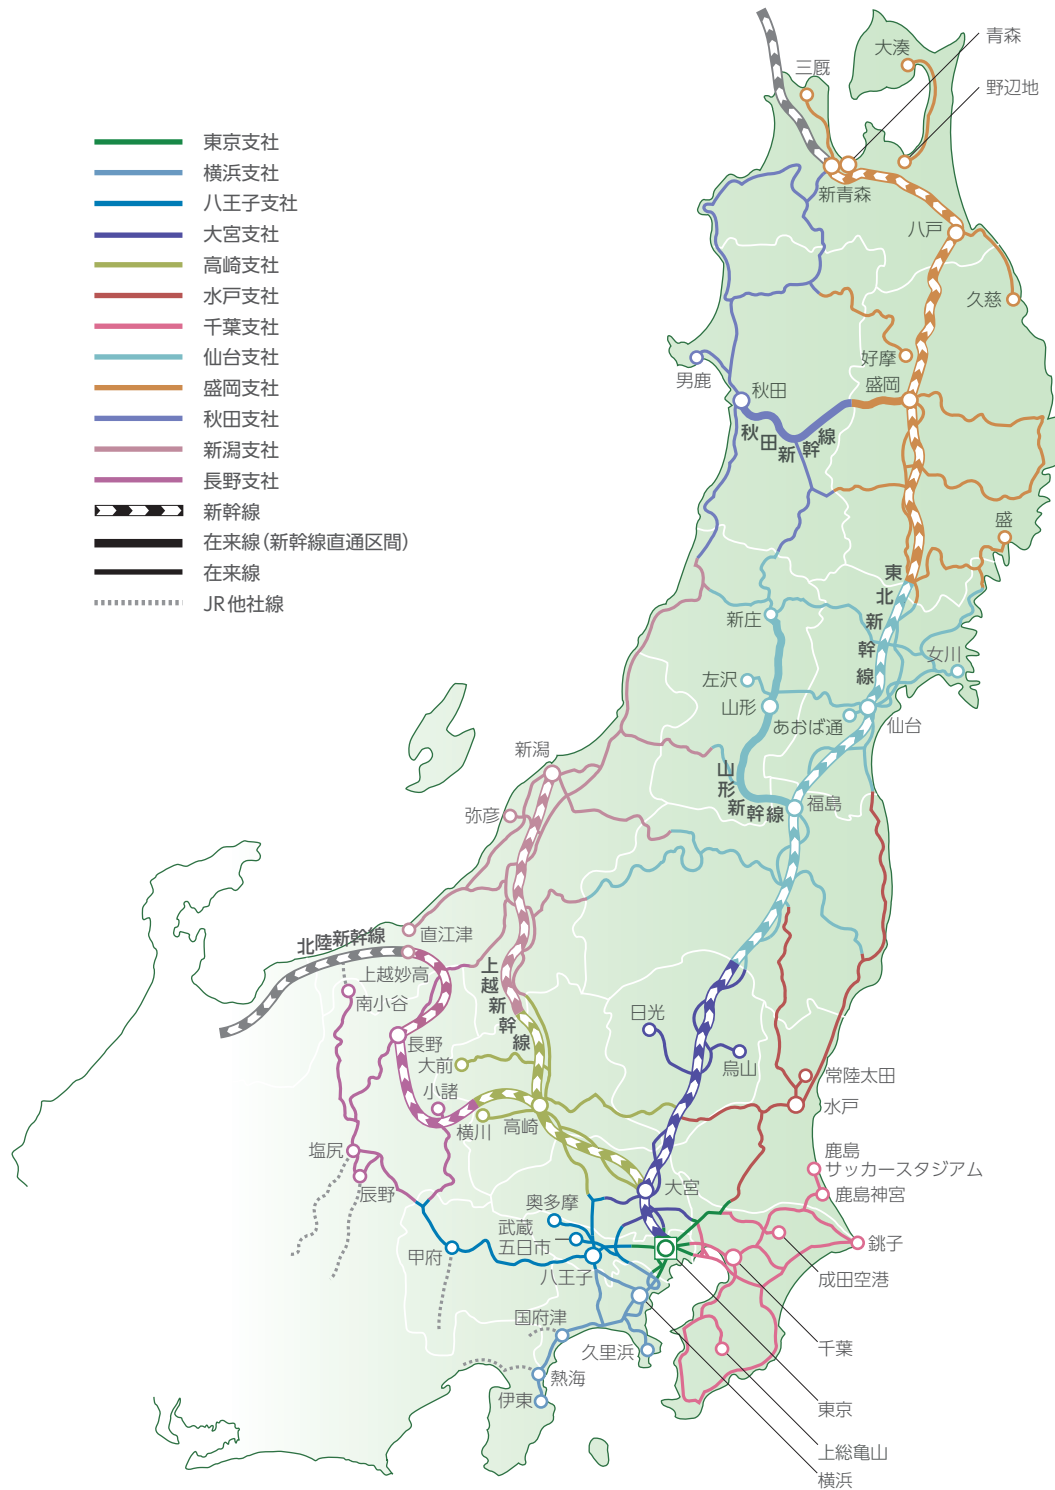 東京支社
横浜支社
八王子支社
大宮支社
高崎支社
水戸支社
千葉支社
仙台支社
盛岡支社
秋田支社
新潟支社
長野支社
新幹線
在来線(新幹線直通区間)
在来線
JR他社線
青森
大湊
三厩
野辺地
新青森
八戸
久慈
好摩
男鹿
秋田
盛岡
秋田新幹線
盛
東北新幹線
新庄
女川
左沢
山形
あおば通
仙台
新潟
山形新幹線
福島
弥彦
直江津
北陸新幹線
上越妙高
上越新幹線
南小谷
日光
長野
大前
烏山
小諸
常陸太田
横川
高崎
水戸
塩尻
鹿島
サッカースタジアム
辰野
大宮
鹿島神宮
奥多摩
武蔵
五日市
銚子
甲府
八王子
成田空港
国府津
久里浜
千葉
熱海
伊東
東京
上総亀山
横浜